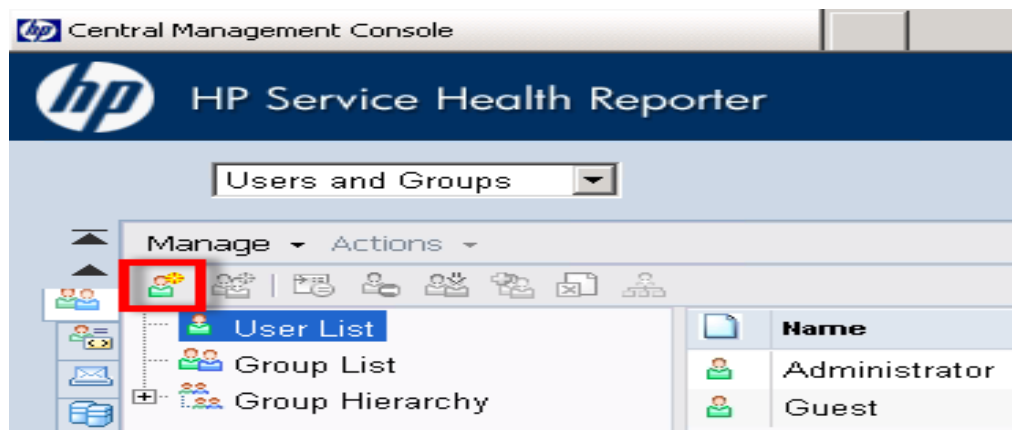 hp Central Management Console
hp HP Service Health Reporter
Users and Groups
Manage Actions
User List
Group List
Group Hierarchy
Name
Administrator
Guest